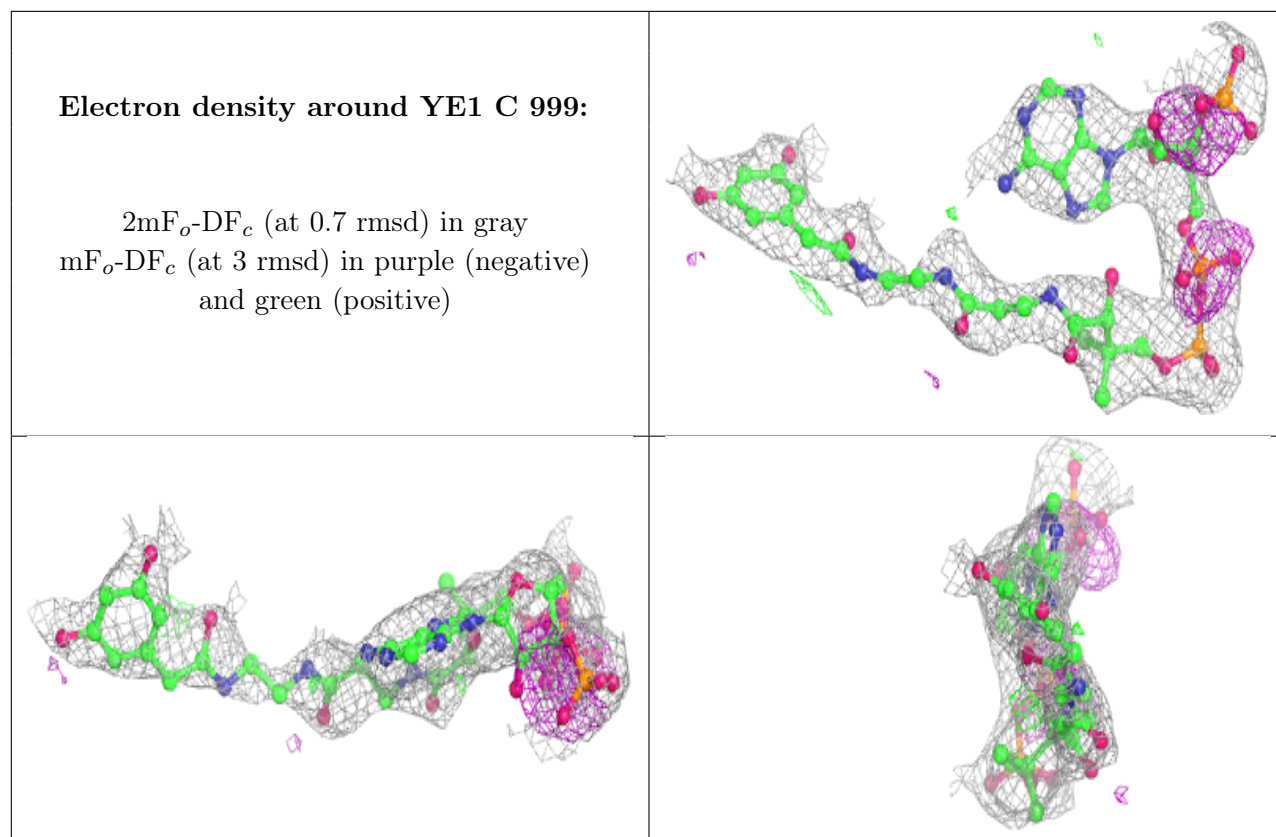 Electron density around YE1 C 999:
2mFo-DFc (at 0.7 rmsd) in gray
mFo-DFc (at 3 rmsd) in purple (negative)
and green (positive)